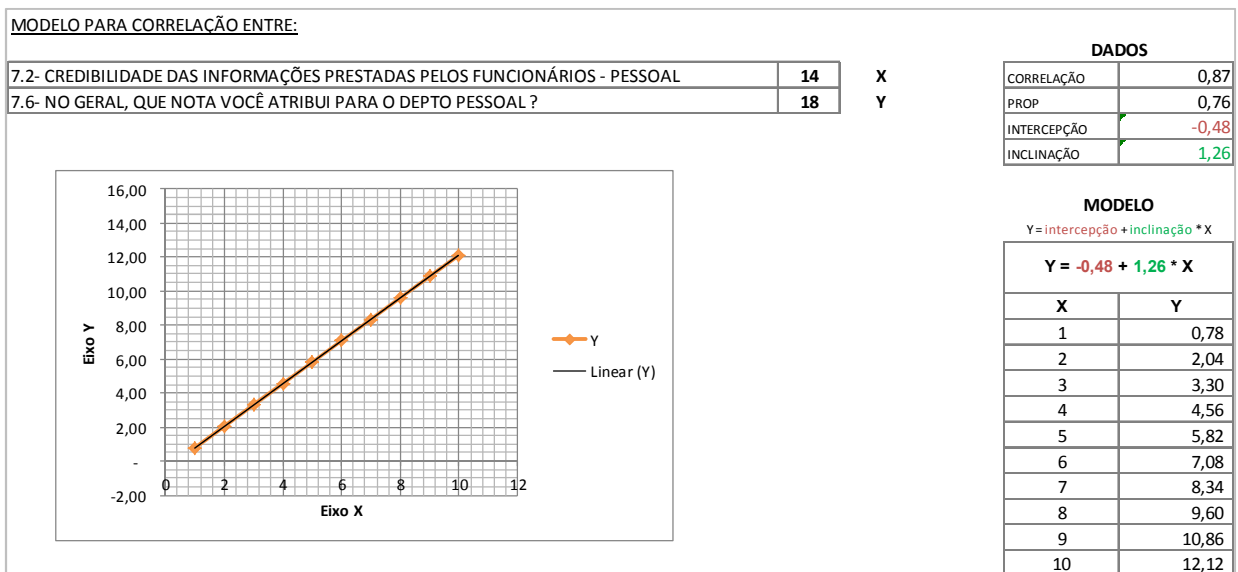 MODELO PARA CORRELAÇÃO ENTRE:
7.2- CREDIBILIDADE DAS INFORMAÇÕES PRESTADAS PELOS FUNCIONÁRIOS - PESSOAL 14 X
7.6- NO GERAL, QUE NOTA VOCÊ ATRIBUI PARA O DEPTO PESSOAL ? 18 Y
DADOS
CORRELAÇÃO 0,87
PROP 0,76
INTERCEPÇÃO -0,48
INCLINAÇÃO 1,26
16,00
14,00
12,00
10,00
8,00
6,00
4,00
2,00
-
-2,00
Eixo Y
0 2 4 6 8 10 12
Eixo X
Y
Linear (Y)
MODELO
Y = intercepção + inclinação * X
Y = -0,48 + 1,26 * X
X Y
1 0,78
2 2,04
3 3,30
4 4,56
5 5,82
6 7,08
7 8,34
8 9,60
9 10,86
10 12,12